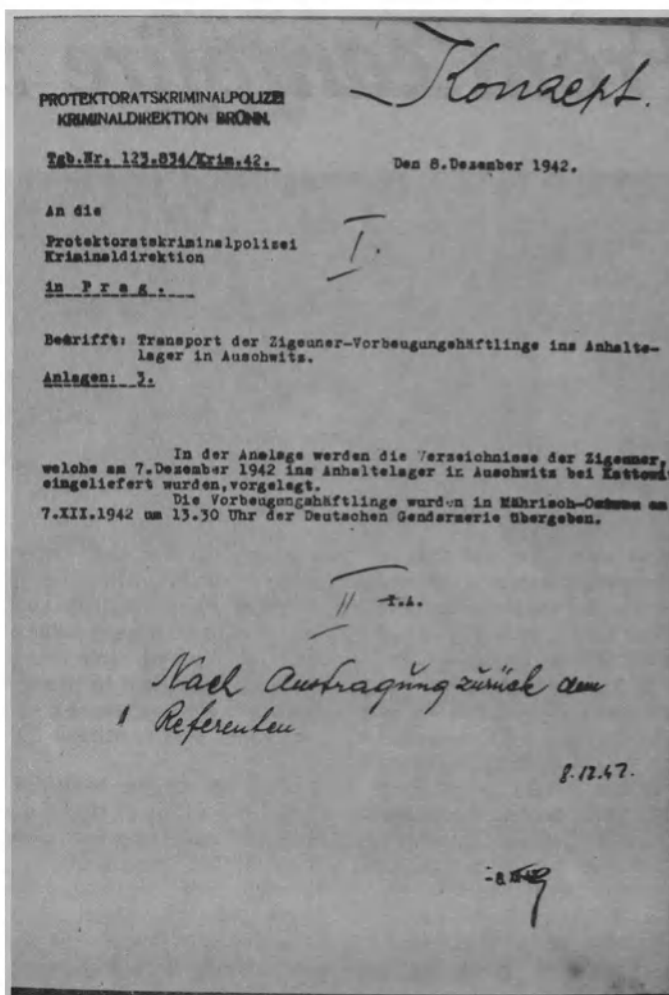 Konzept.
PROTEKTORATSKRIMINALPOLIZEI
KRIMINALDIREKTION BRÜNN.
Tgb.Nr. 123.834/Krim.42.
Den 8.Dezember 1942.
An die
I.
Protektoratskriminalpolizei
Kriminaldirektion
in Prag.
Betrifft: Transport der Zigeuner-Vorbeugungshäftlinge ins Anhalte-
lager in Auschwitz.
Anlagen: 3.
In der Anlage werden die Verzeichnisse der Zigeuner,
welche am 7.Dezember 1942 ins Anhaltelager in Auschwitz bei
eingeliefert wurden,vorgelegt.
Die Vorbeugungshäftlinge wurden in Mährisch-Ostrau am
7.XII.1942 um 13.30 Uhr der Deutschen Gendarmerie übergeben.
II I.A.
Nach Austragung zurück dem
Referenten
8.12.42.